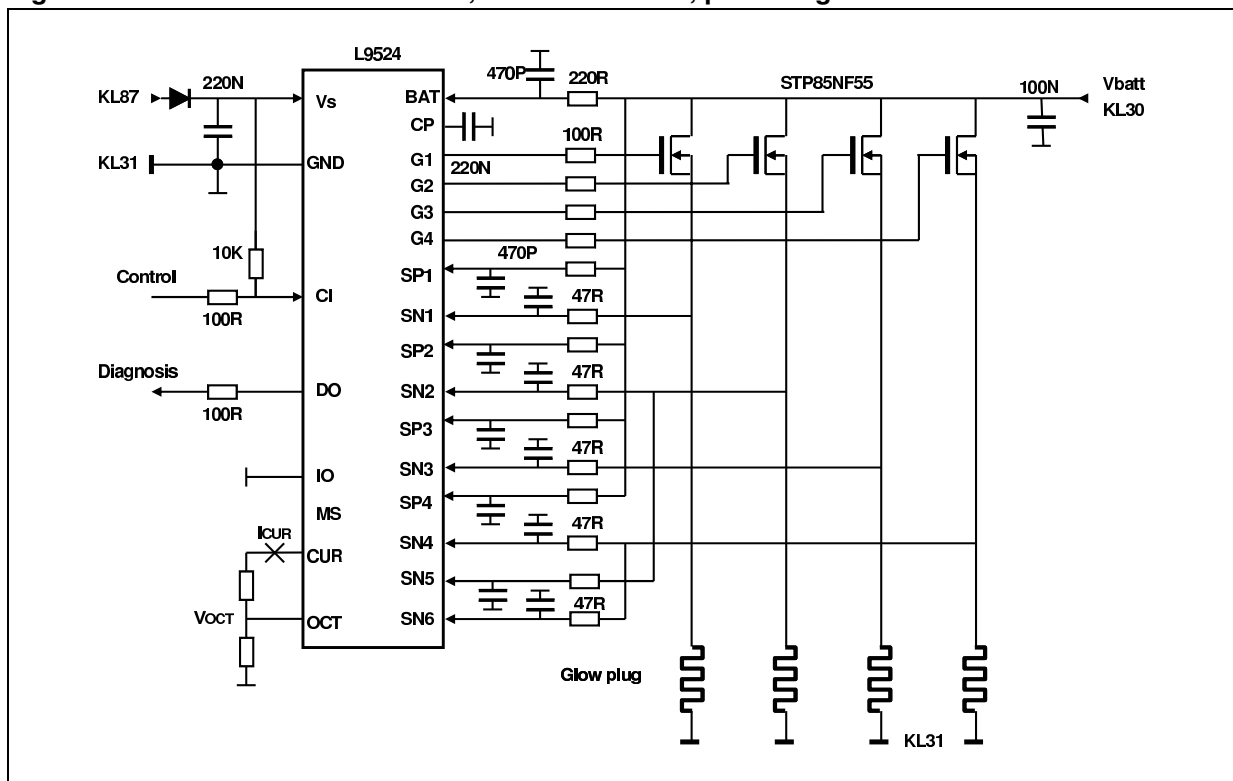 L9524
470P
220R
STP85NF55
100N
Vbatt
KL30
KL87
220N
Vs
BAT
CP
100R
KL31
GND
G1
220N
G2
G3
G4
10K
470P
Control
SP1
CI
47R
100R
SN1
SP2
47R
Diagnosis
DO
SN2
100R
SP3
47R
SN3
IO
SP4
MS
47R
ICUR
CUR
SN4
SN5
47R
VOCT
OCT
SN6
Glow plug
KL31